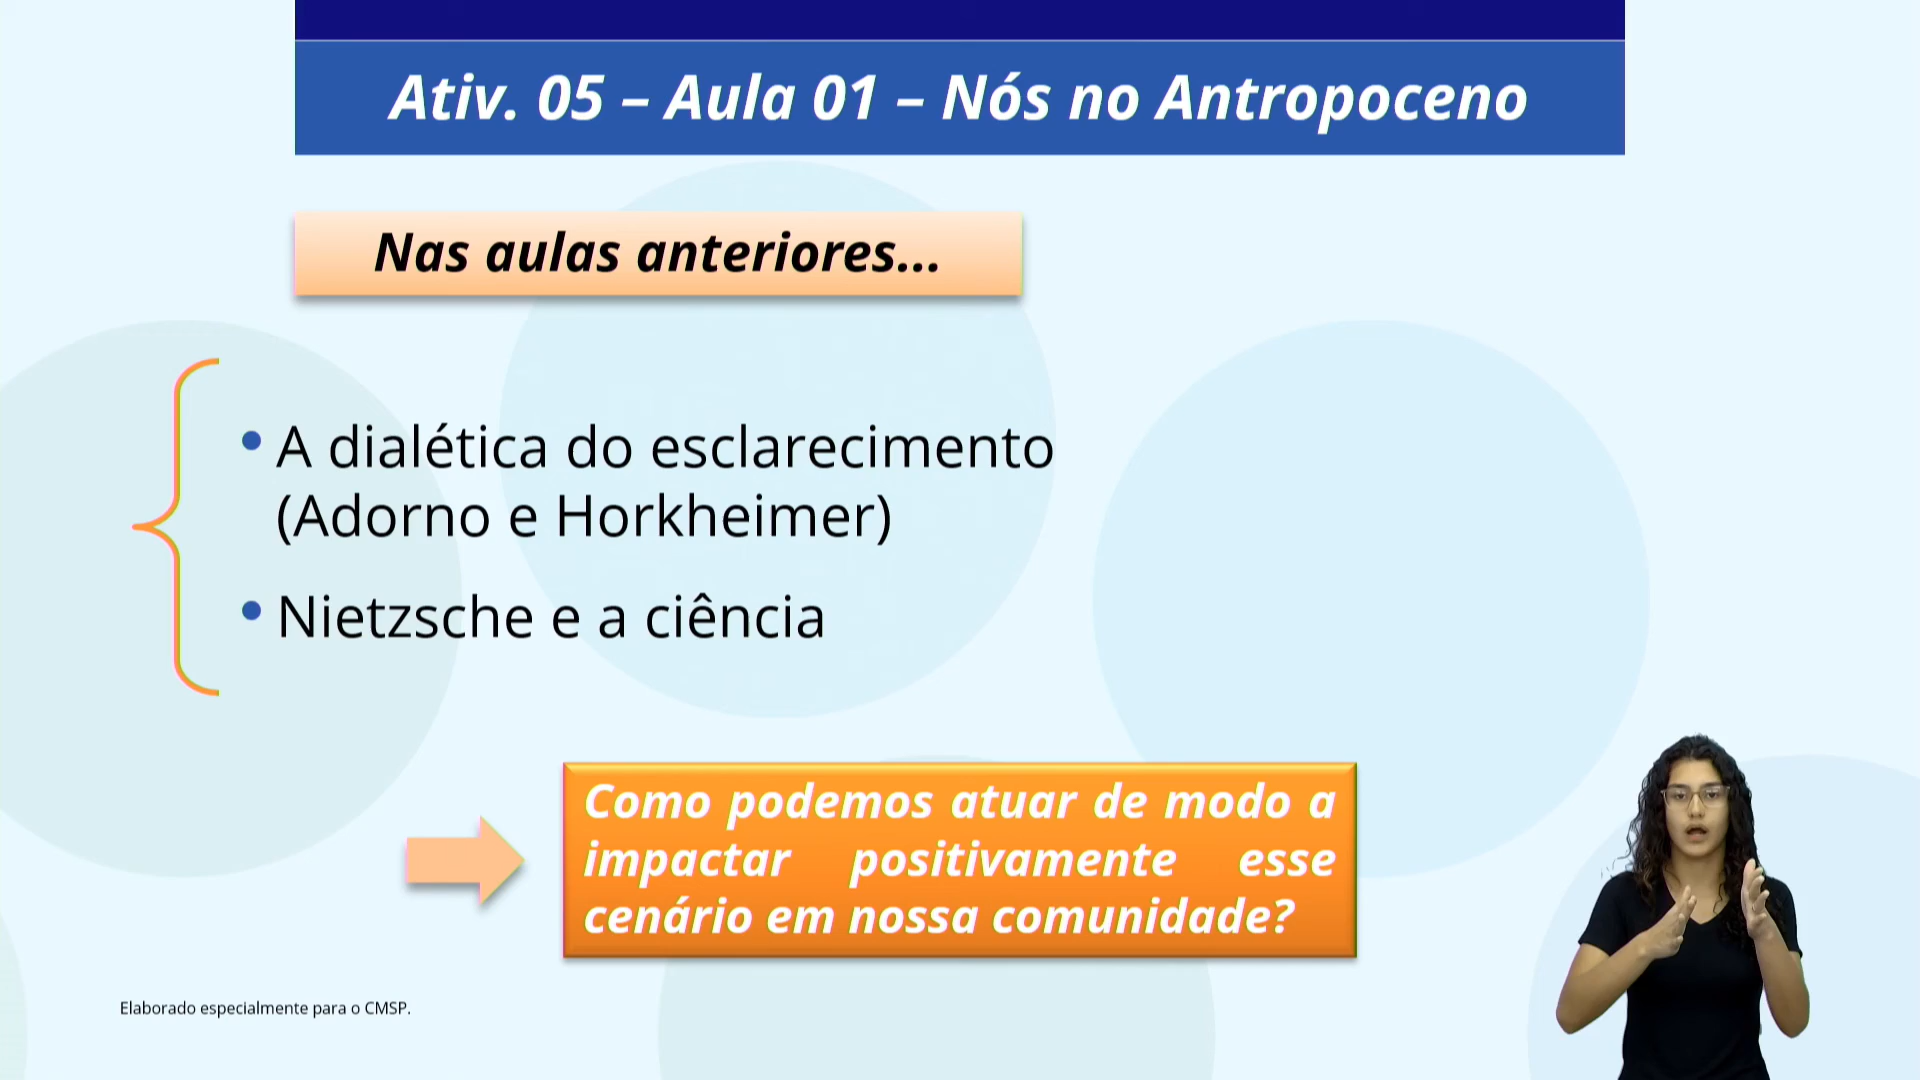 Ativ. 05 – Aula 01 – Nós no Antropoceno
Nas aulas anteriores...
• A dialética do esclarecimento
(Adorno e Horkheimer)
• Nietzsche e a ciência
Como podemos atuar de modo a
impactar positivamente esse
cenário em nossa comunidade?
Elaborado especialmente para o CMSP.